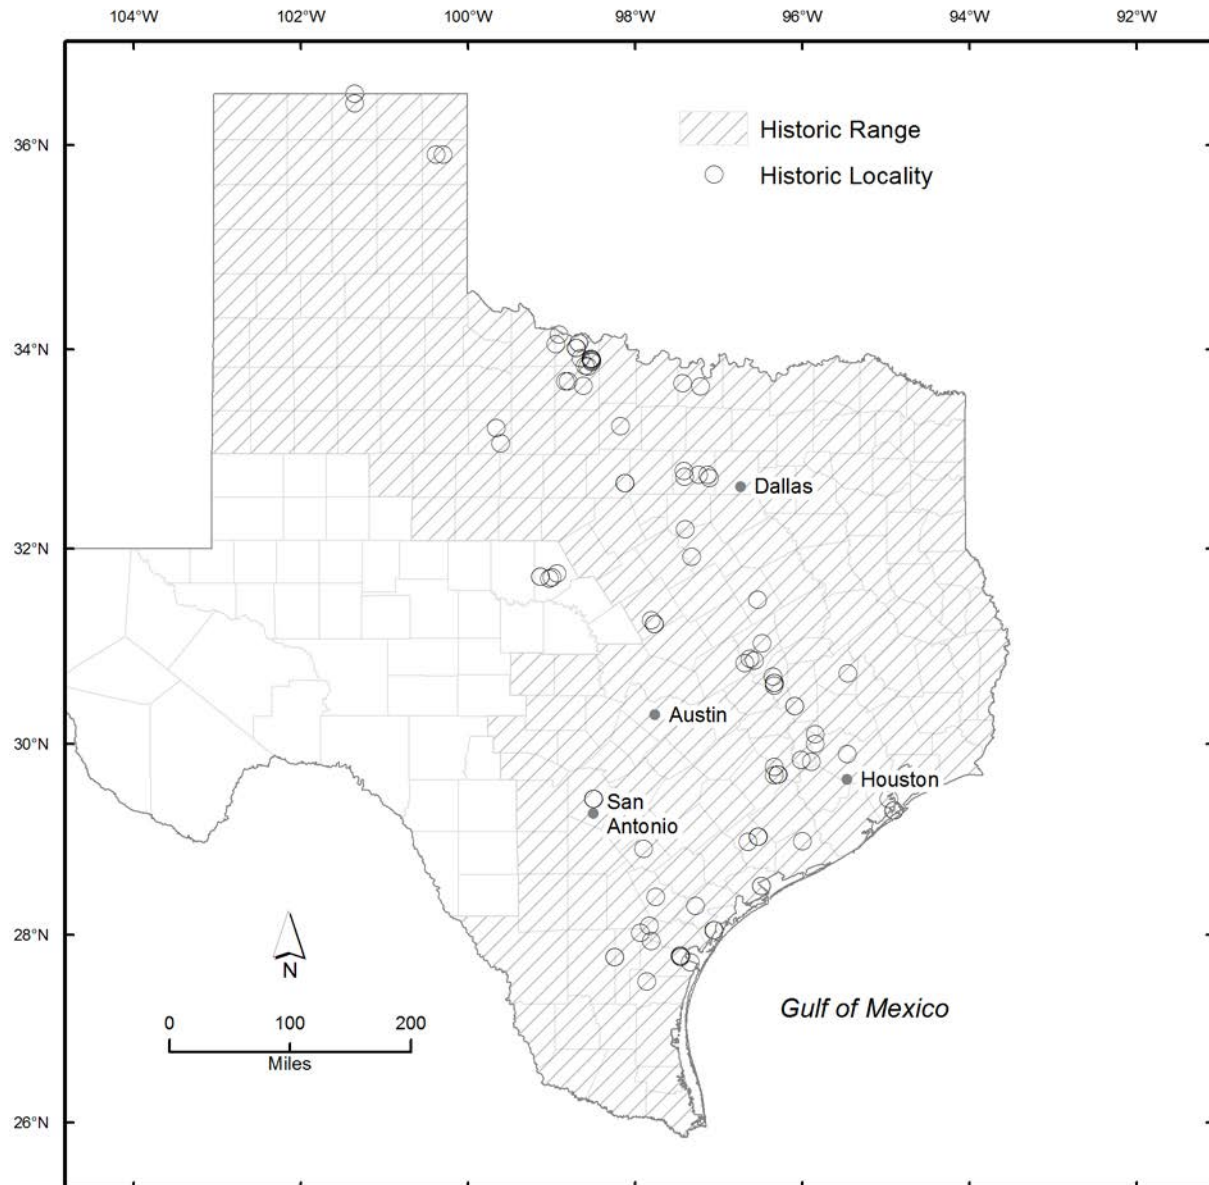 104°W 102°W 100°W 98°W 96°W 94°W 92°W
36°N
Historic Range
Historic Locality
34°N
Dallas
32°N
Austin
30°N
Houston
San
Antonio
28°N
N
Gulf of Mexico
0 100 200
Miles
26°N